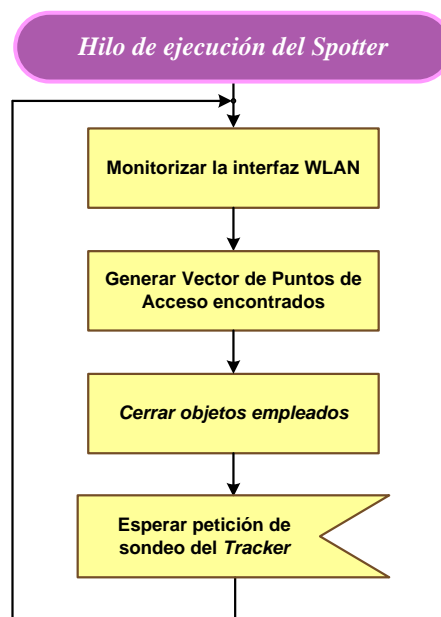 Hilo de ejecución del Spotter
Monitorizar la interfaz WLAN
Generar Vector de Puntos de
Acceso encontrados
Cerrar objetos empleados
Esperar petición de
sondeo del Tracker